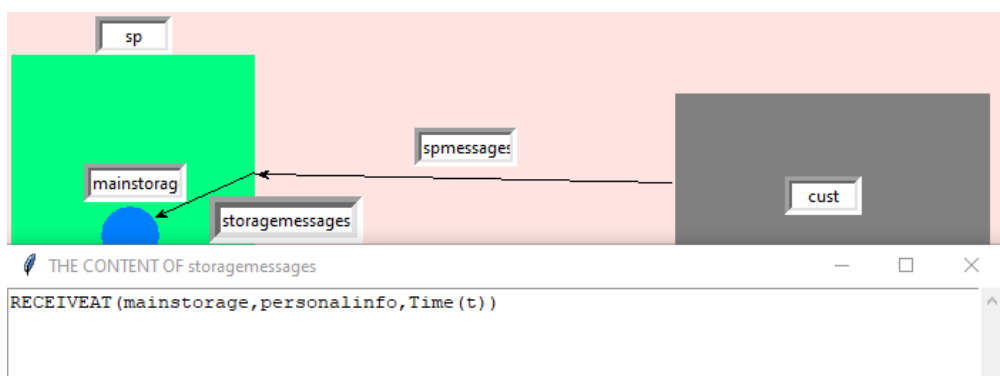 sp
spmessages
mainstorag
cust
storagemessages
THE CONTENT OF storagemessages
RECEIVEAT(mainstorage,personalinfo,Time(t))